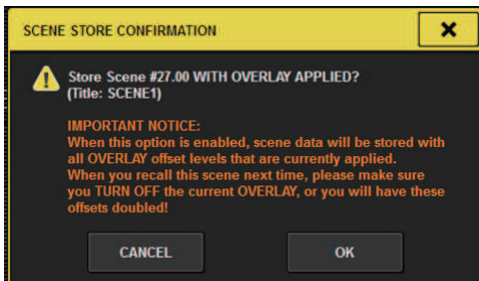 SCENE STORE CONFIRMATION
Store Scene #27.00 WITH OVERLAY APPLIED?
(Title: SCENE1)
IMPORTANT NOTICE:
When this option is enabled, scene data will be stored with
all OVERLAY offset levels that are currently applied.
When you recall this scene next time, please make sure
you TURN OFF the current OVERLAY, or you will have these
offsets doubled!
CANCEL OK